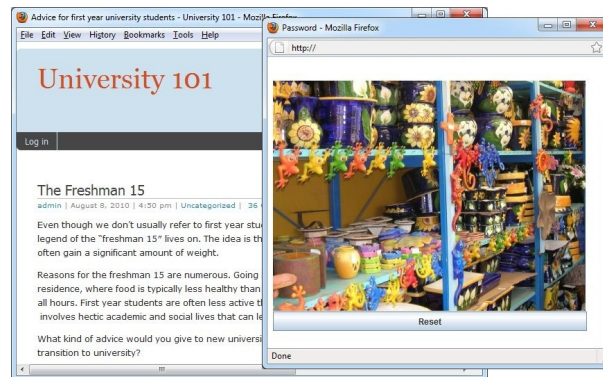 Advice for first year university students - University 101 - Mozilla Firefox
File Edit View History Bookmarks Tools Help
University 101
Log in
The Freshman 15
admin | August 8, 2010 | 4:50 pm | Uncategorized | 36
Even though we don't usually refer to first year
legend of the "freshman 15" lives on. The idea is
often gain a significant amount of weight.
Reasons for the freshman 15 are numerous. Going
residence, where food is typically less healthy than
all hours. First year students are often less active
involves hectic academic and social lives that can
What kind of advice would you give to new
transition to university?
Password - Mozilla Firefox
http://
Reset
Done